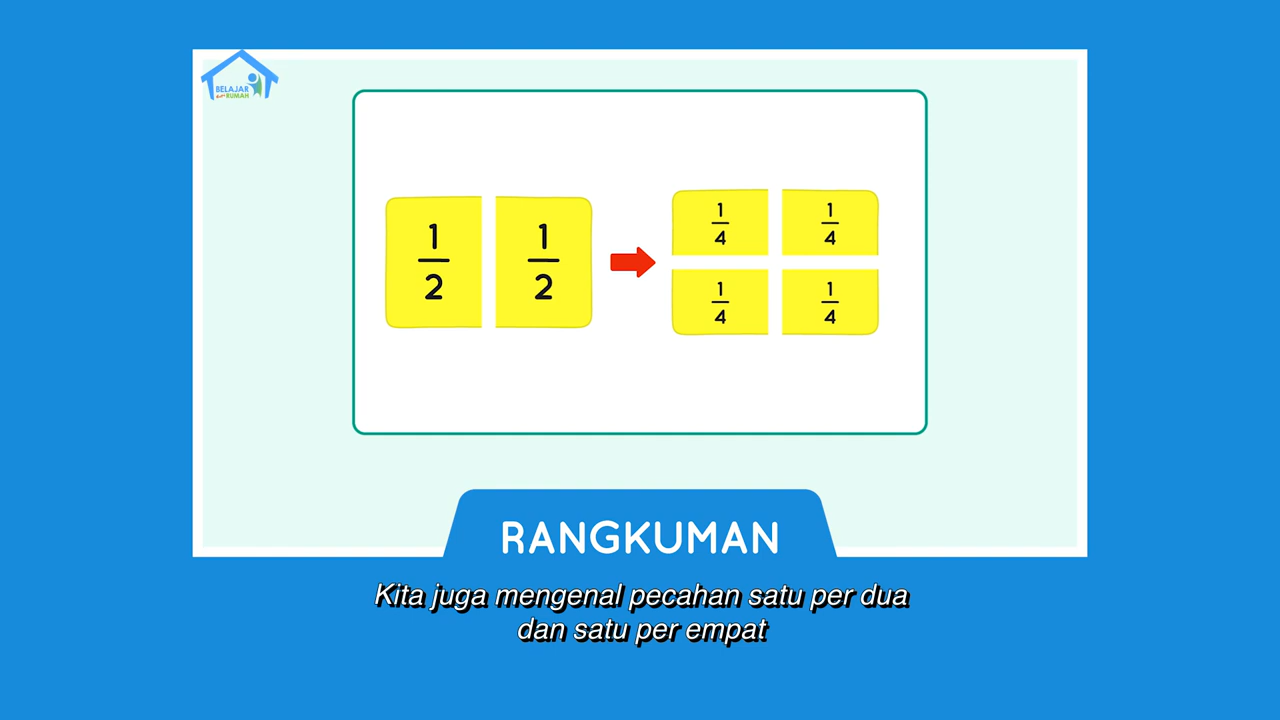 BELAJAR
dari RUMAH
1/2 1/2
1/4 1/4
1/4 1/4
RANGKUMAN
Kita juga mengenal pecahan satu per dua
dan satu per empat